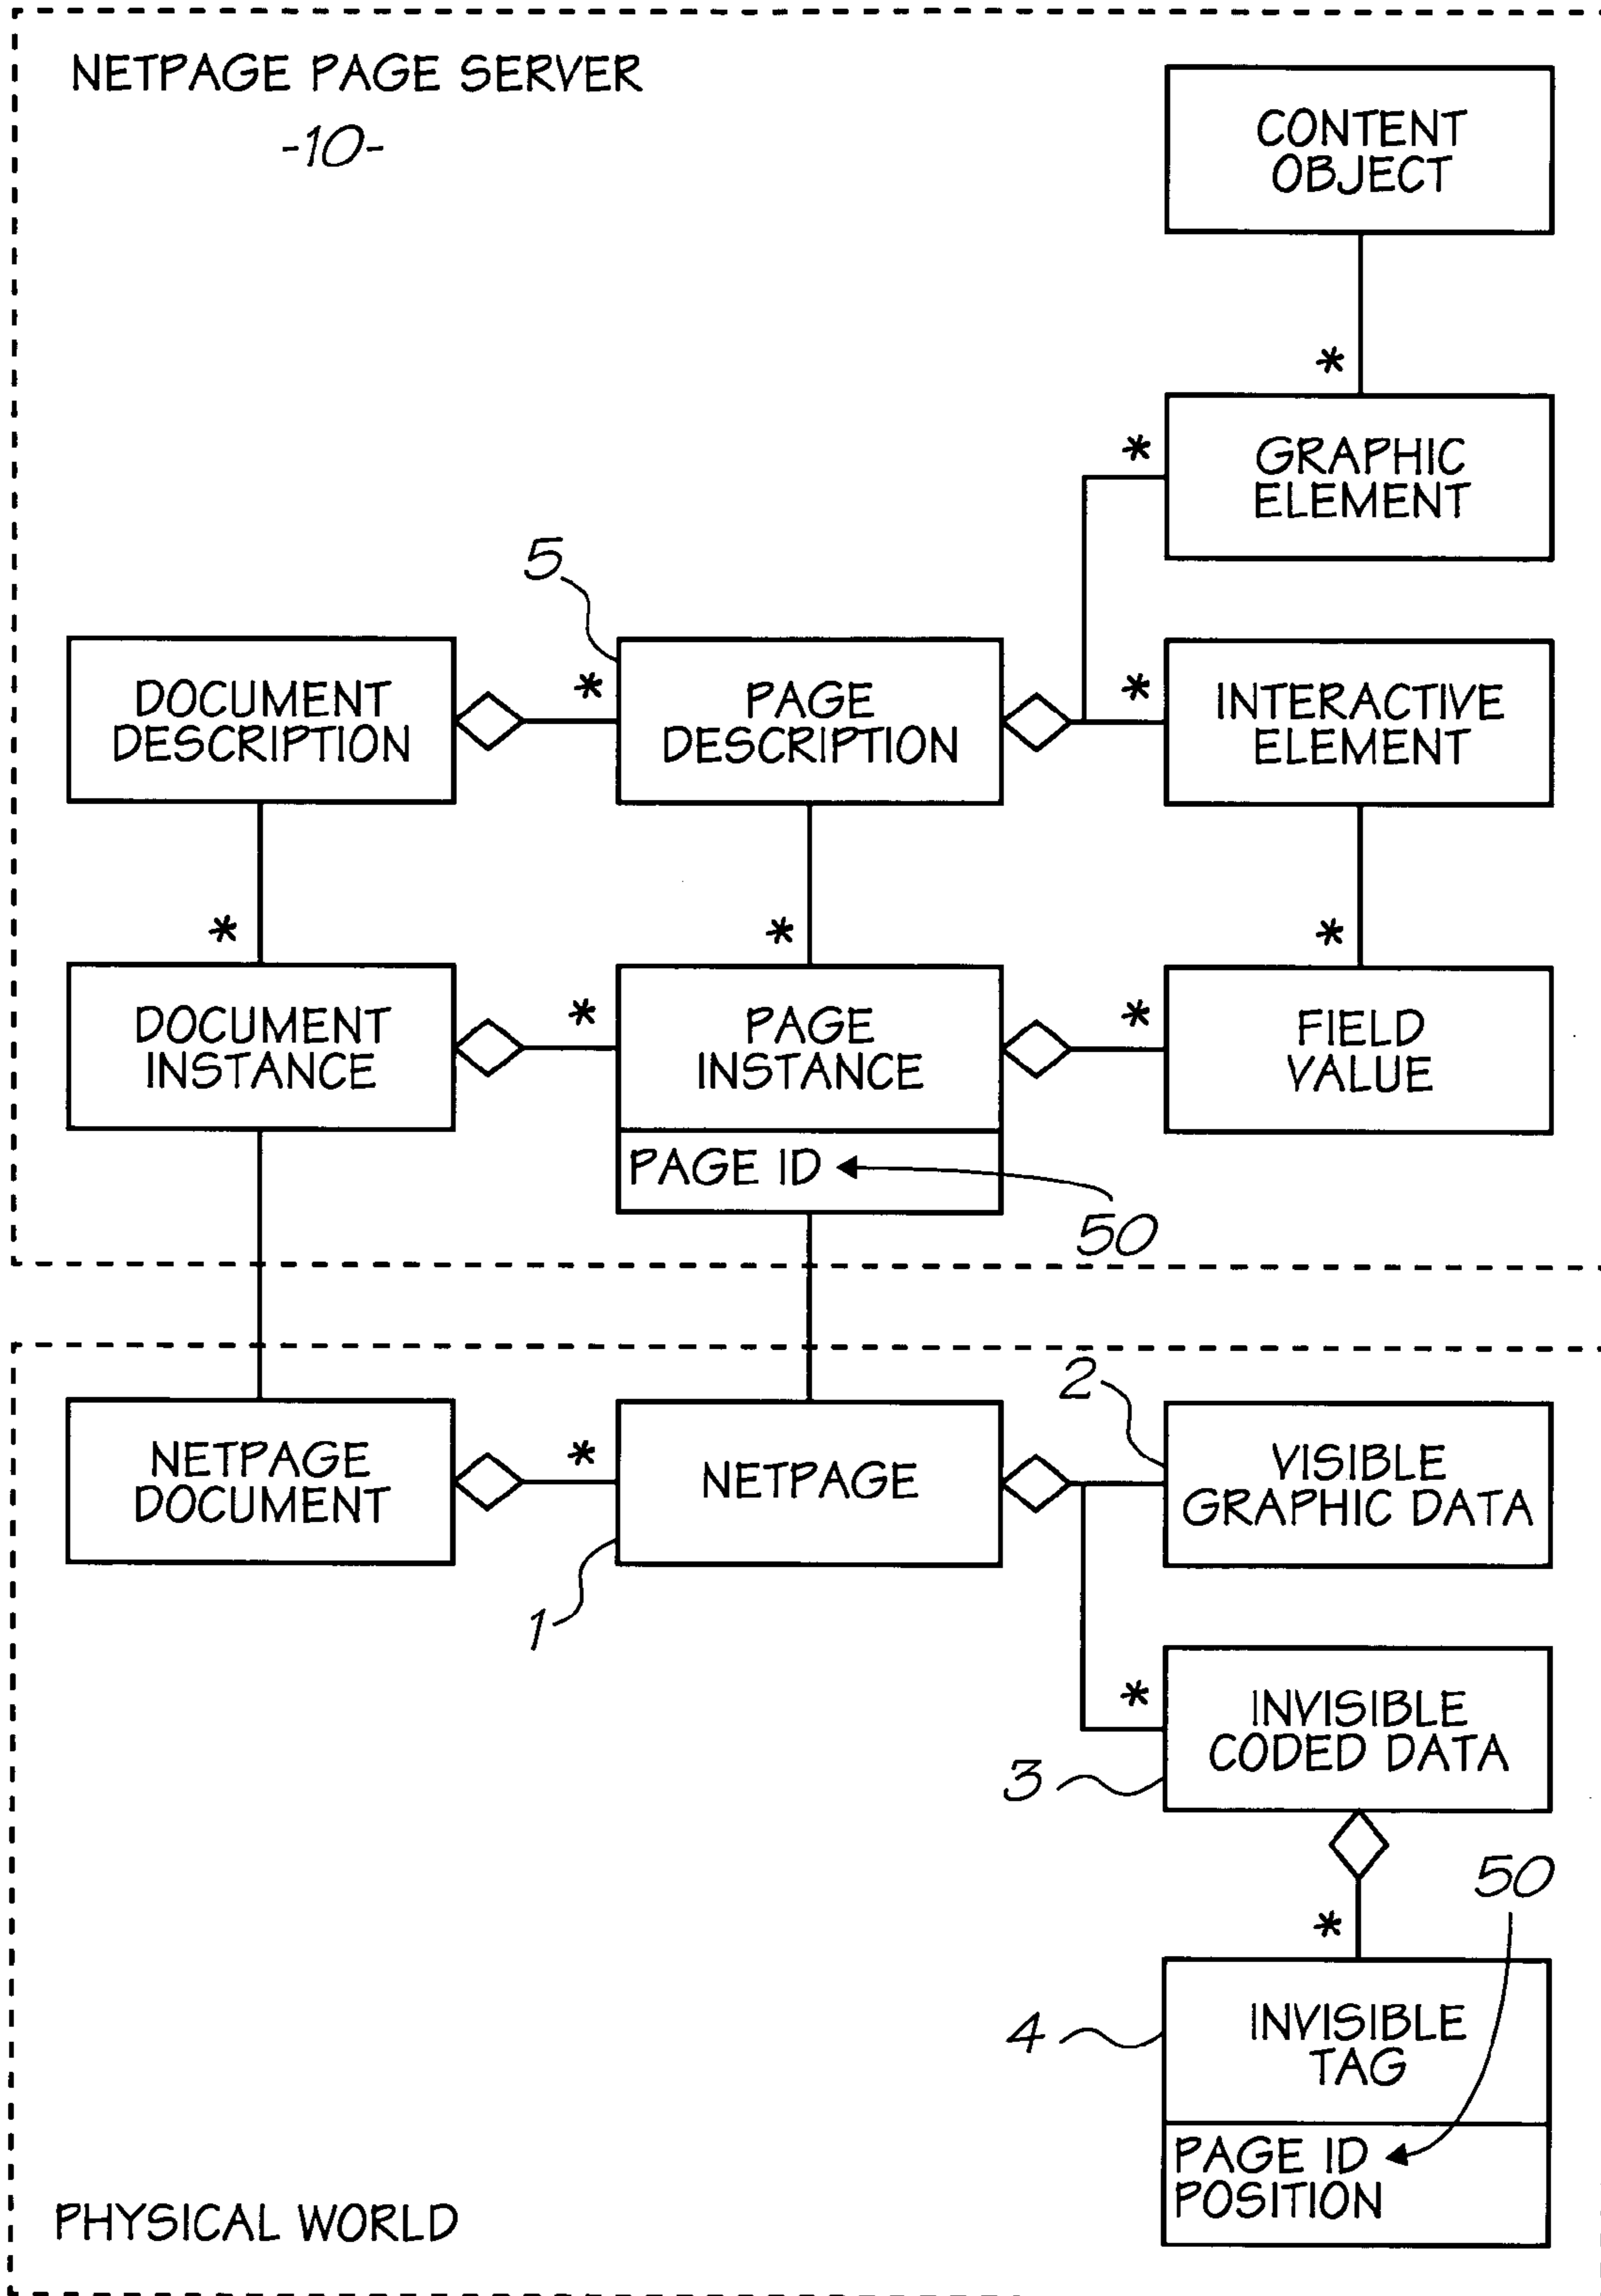 NETPAGE PAGE SERVER
-10-
CONTENT
OBJECT
*
*
GRAPHIC
ELEMENT
5
DOCUMENT
DESCRIPTION
*
PAGE
DESCRIPTION
*
INTERACTIVE
ELEMENT
*
*
*
DOCUMENT
INSTANCE
*
PAGE
INSTANCE
*
FIELD
VALUE
PAGE ID
50
NETPAGE
DOCUMENT
*
NETPAGE
1
2
VISIBLE
GRAPHIC DATA
*
INVISIBLE
CODED DATA
3
50
*
4
INVISIBLE
TAG
PAGE ID
POSITION
PHYSICAL WORLD